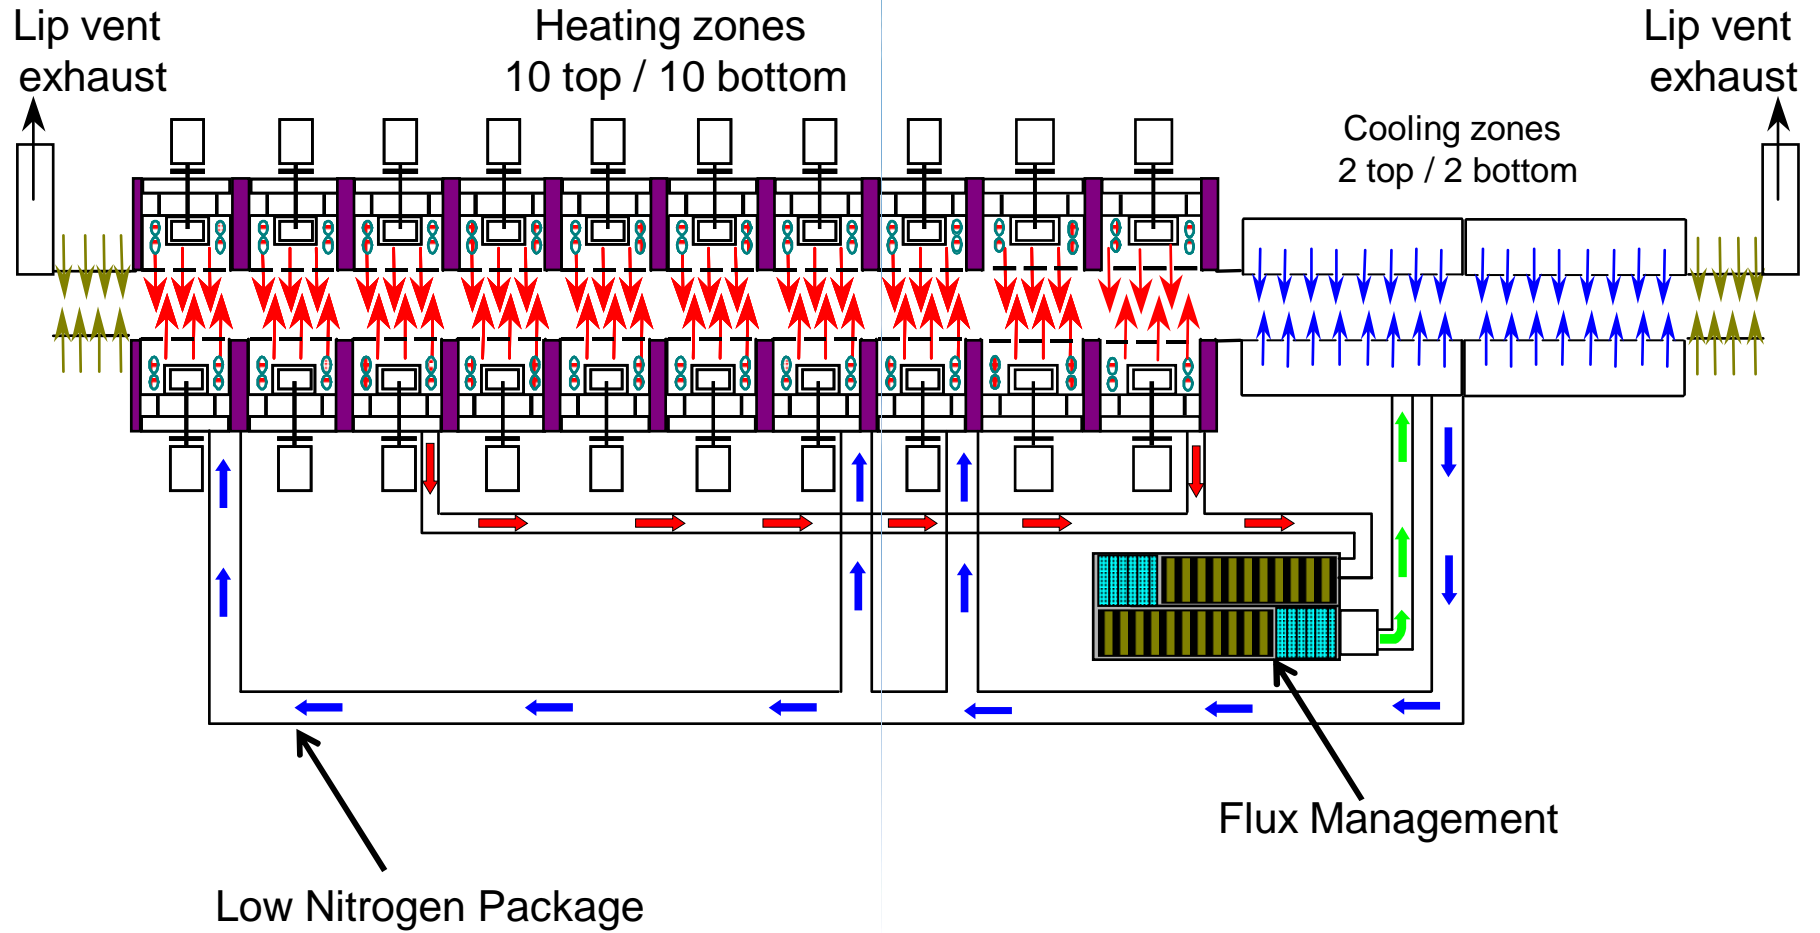 Lip vent
exhaust
Heating zones
10 top / 10 bottom
Lip vent
exhaust
Cooling zones
2 top / 2 bottom
Flux Management
Low Nitrogen Package